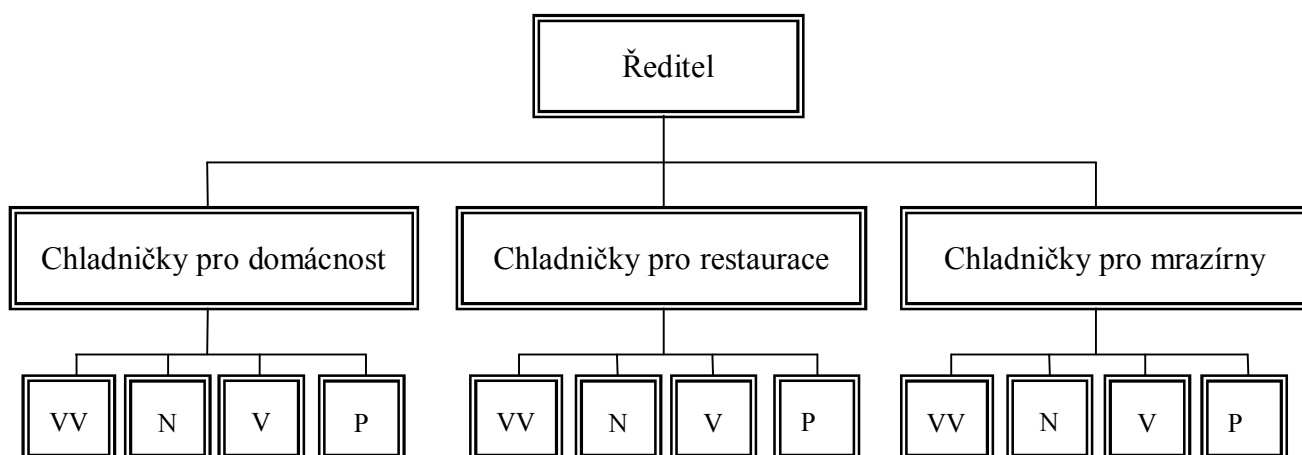 Ředitel
Chladničky pro domácnost
Chladničky pro restaurace
Chladničky pro mrazírny
VV
N
V
P
VV
N
V
P
VV
N
V
P